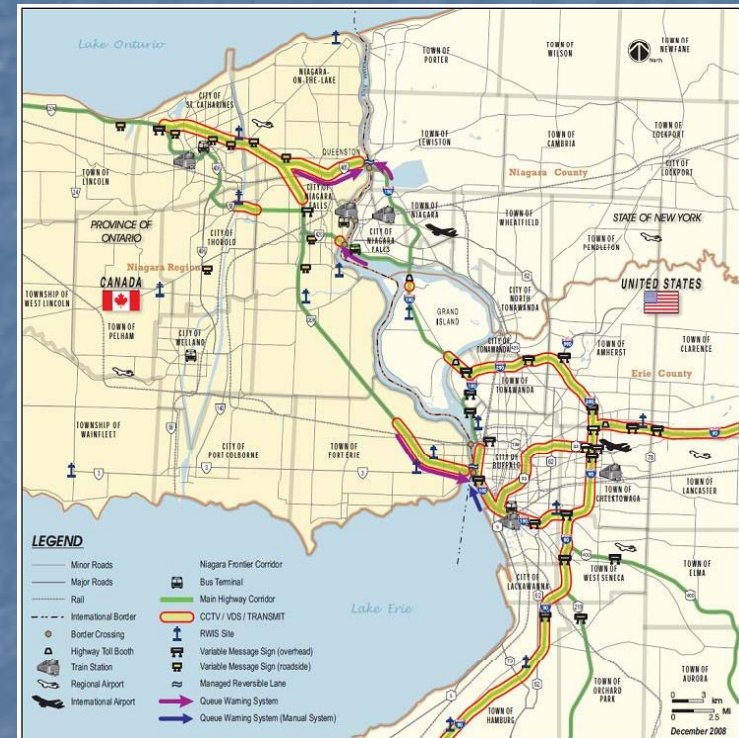 Lake Ontario
NIAGARA-
ON-THE-LAKE
CITY OF
ST. CATHARINES
TOWN OF
PORTER
TOWN OF
WILSON
TOWN OF
NEWFANE
North
TOWN OF
LEWISTON
TOWN OF
CAMBRIA
TOWN OF
LOCKPORT
CITY OF
LOCKPORT
QUEENSTON
TOWN OF
LINCOLN
Niagara County
CITY OF
NIAGARA
FALLS
TOWN OF
NIAGARA
TOWN OF
WHEATFIELD
STATE OF NEW YORK
PROVINCE OF
ONTARIO
CITY OF
THOROLD
CITY OF
NIAGARA
FALLS
TOWN OF
PENDLETON
Niagara Region
CANADA
UNITED STATES
TOWNSHIP OF
WEST LINCOLN
TOWN OF
PELHAM
CITY OF
WELLAND
GRAND
ISLAND
CITY OF
NORTH
TONAWANDA
CITY OF
TONAWANDA
TOWN OF
TONAWANDA
TOWN OF
AMHERST
TOWN OF
CLARENCE
Erie County
TOWNSHIP OF
WAINFLEET
CITY OF
PORT COLBORNE
TOWN OF
FORT ERIE
CITY OF
BUFFALO
TOWN OF
CHEEKTOWAGA
TOWN OF
LANCASTER
CITY OF
LACKAWANNA
TOWN OF
WEST SENECA
TOWN OF
ELMA
Lake Erie
TOWN OF
HAMBURG
TOWN OF
ORCHARD
PARK
TOWN OF
AURORA
LEGEND
Minor Roads
Major Roads
Rail
International Border
Border Crossing
Highway Toll Booth
Train Station
Regional Airport
International Airport
Niagara Frontier Corridor
Bus Terminal
Main Highway Corridor
CCTV / VDS / TRANSMIT
RWIS Site
Variable Message Sign (overhead)
Variable Message Sign (roadside)
Managed Reversible Lane
Queue Warning System
Queue Warning System (Manual System)
0 3
km
0 2.5
Mi
December 2008